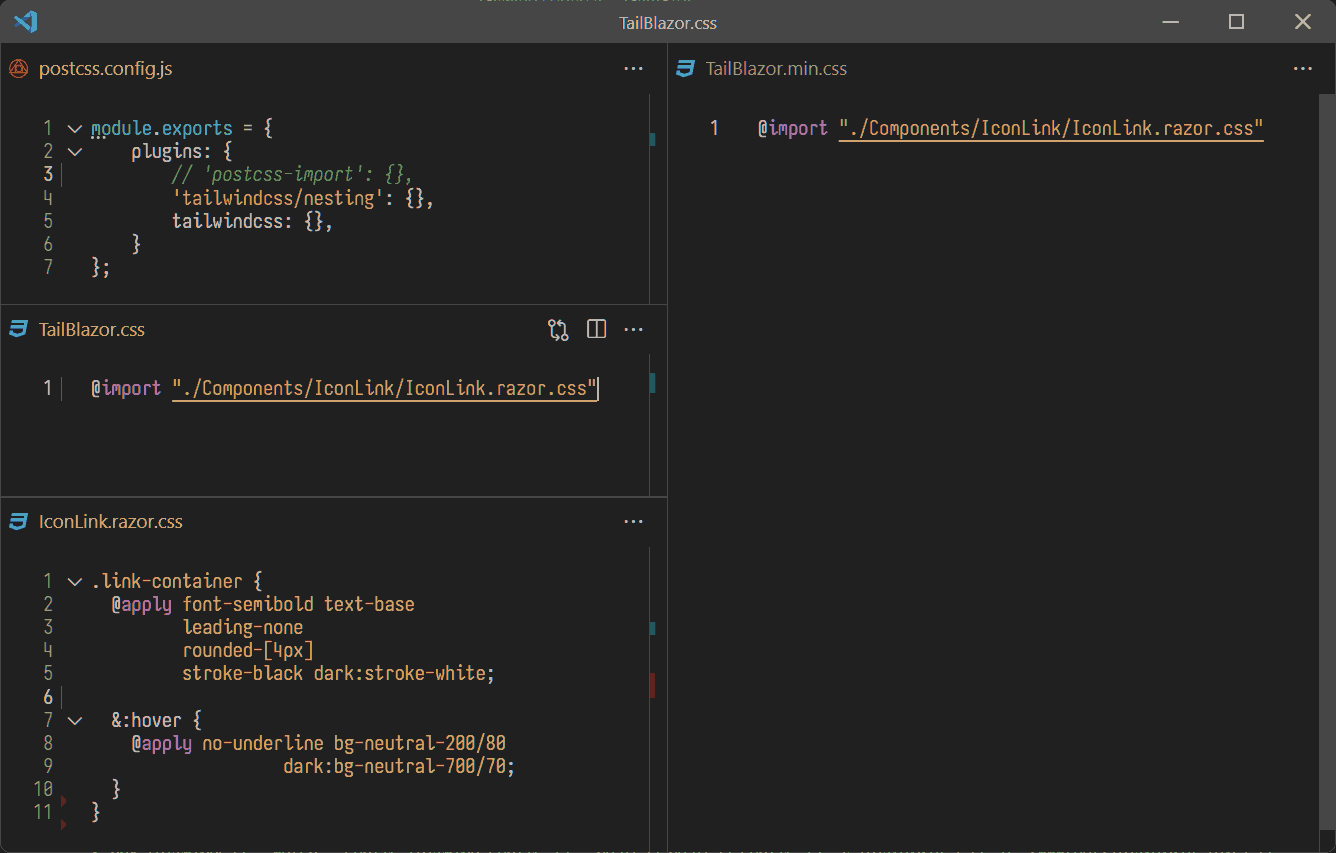 TailBlazor.css
postcss.config.js
1 module.exports = {
2 plugins: {
3 // 'postcss-import': {},
4 'tailwindcss/nesting': {},
5 tailwindcss: {},
6 }
7 };
TailBlazor.css
1 @import "./Components/IconLink/IconLink.razor.css"
IconLink.razor.css
1 .link-container {
2 @apply font-semibold text-base
3 leading-none
4 rounded-[4px]
5 stroke-black dark:stroke-white;
6
7 &:hover {
8 @apply no-underline bg-neutral-200/80
9 dark:bg-neutral-700/70;
10 }
11 }
TailBlazor.min.css
1 @import "./Components/IconLink/IconLink.razor.css"